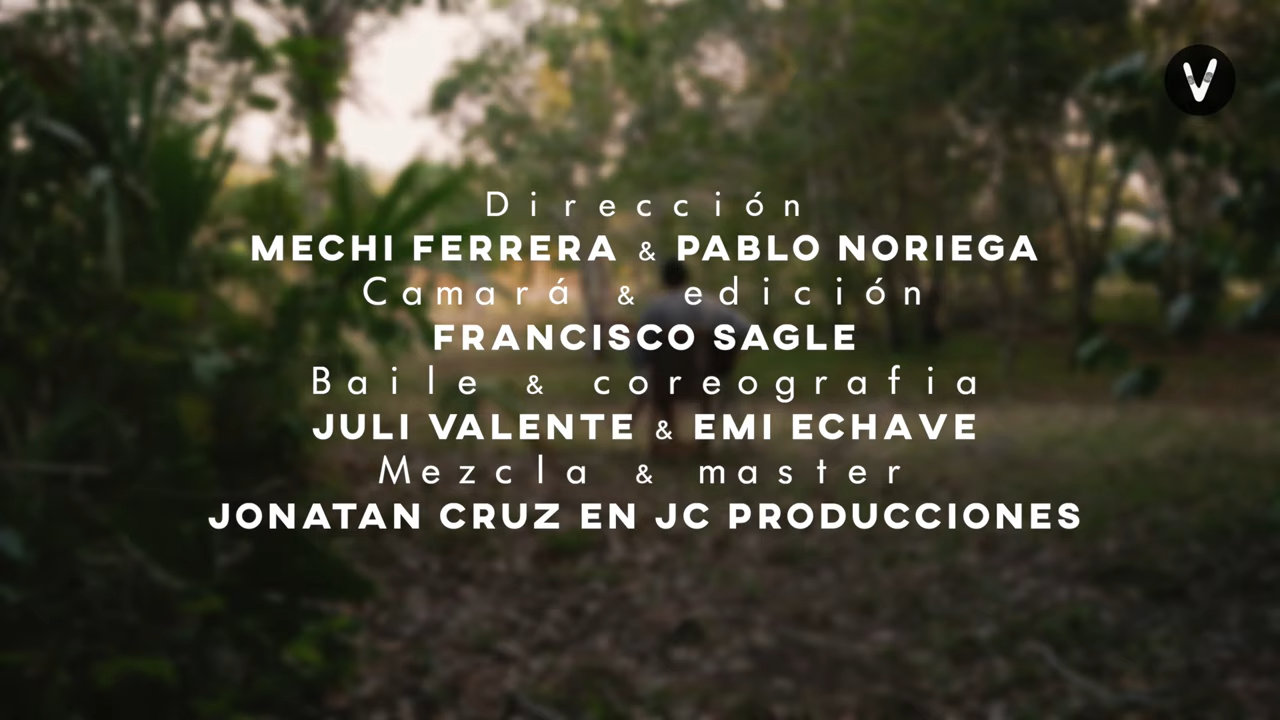 Dirección
MECHI FERRERA & PABLO NORIEGA
Camará & edición
FRANCISCO SAGLE
Baile & coreografia
JULI VALENTE & EMI ECHAVE
Mezcla & master
JONATAN CRUZ EN JC PRODUCCIONES
V